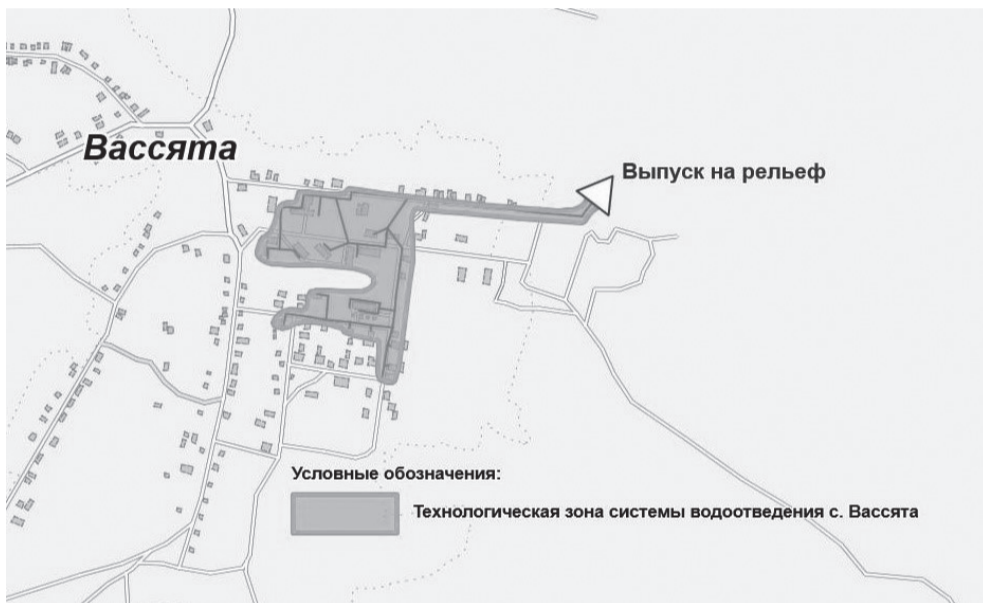 Вассята
Выпуск на рельеф
Условные обозначения:
Технологическая зона системы водоотведения с. Вассята